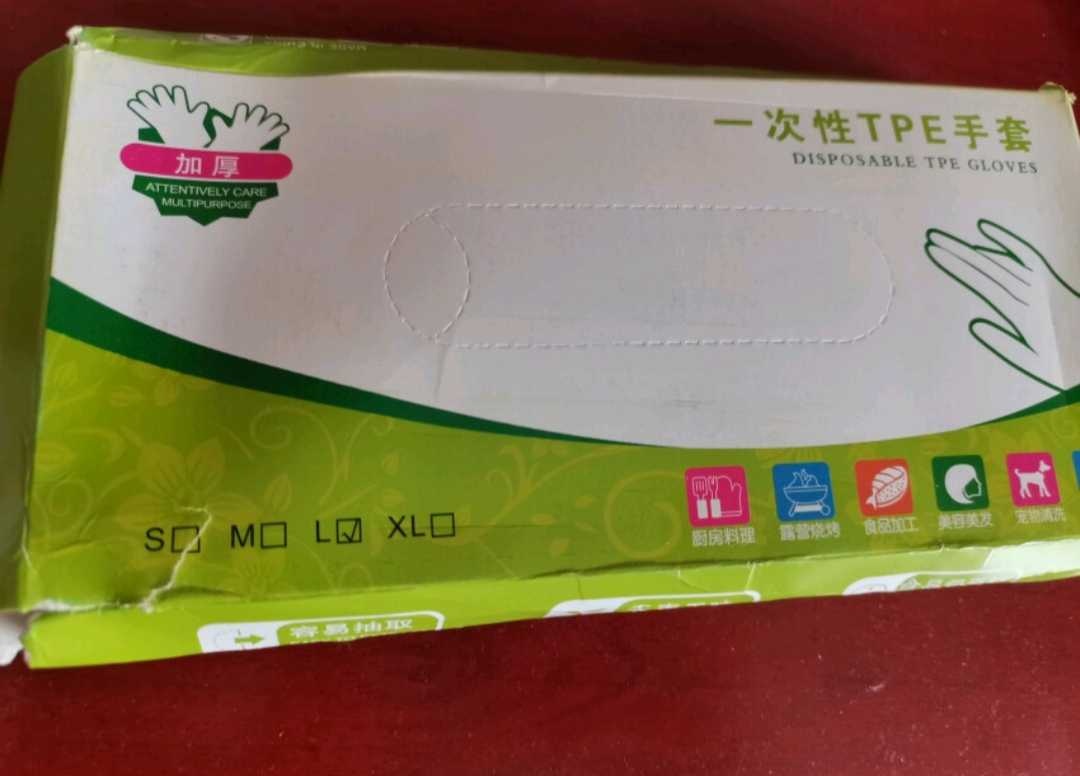 MADE IN
一次性TPE手套
DISPOSABLE TPE GLOVES
加厚
ATTENTIVELY CARE
MULTIPURPOSE
S□ M□ L☑ XL□
厨房料理 露营烧烤 食品加工 美容美发 宠物清洗
容易抽取